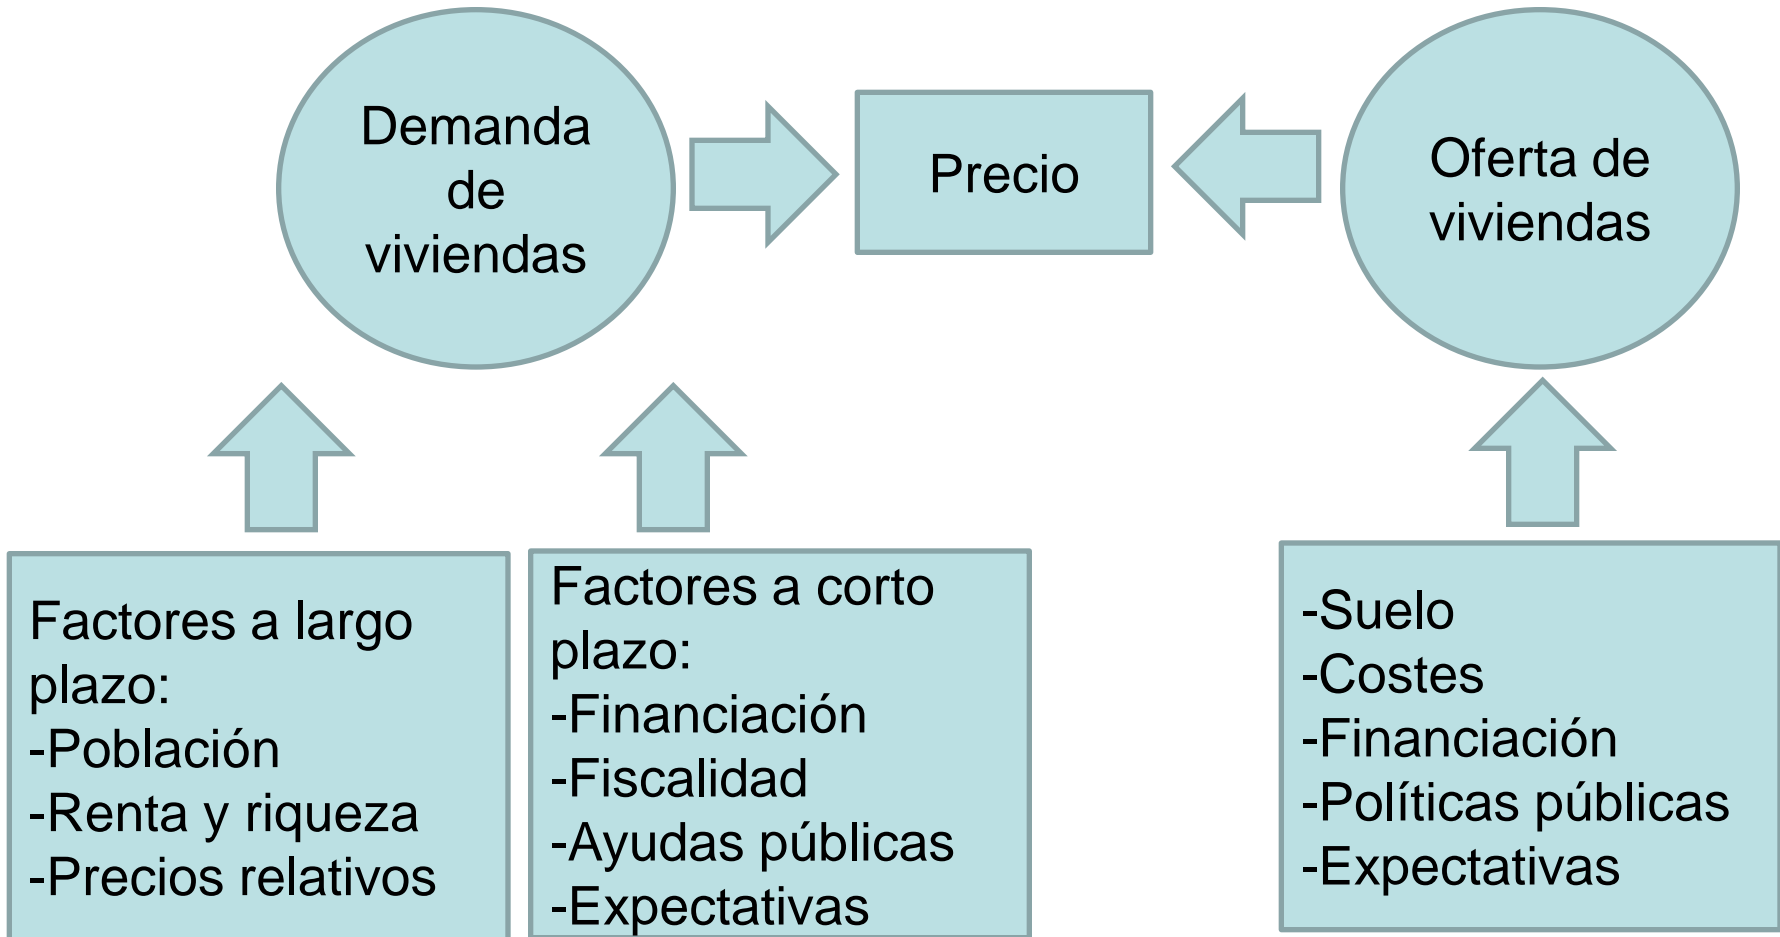 Demanda
de
viviendas
Precio
Oferta de
viviendas
Factores a largo
plazo:
-Población
-Renta y riqueza
-Precios relativos
Factores a corto
plazo:
-Financiación
-Fiscalidad
-Ayudas públicas
-Expectativas
-Suelo
-Costes
-Financiación
-Políticas públicas
-Expectativas